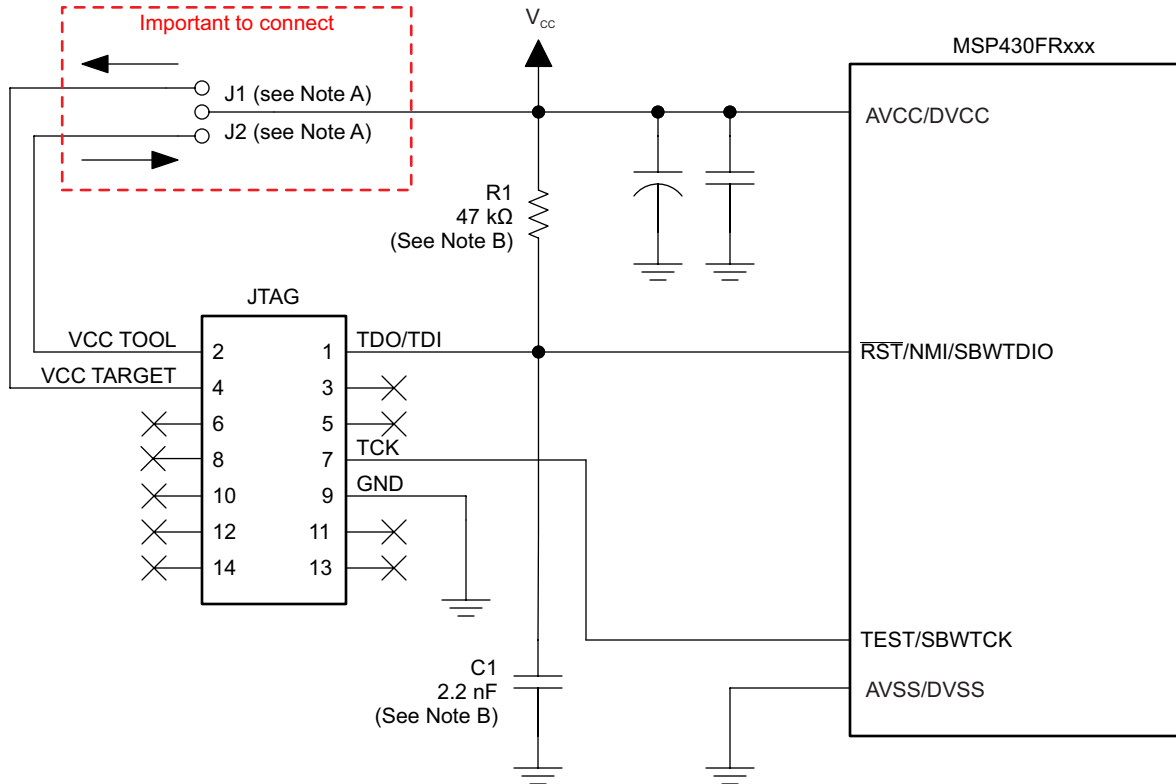 Important to connect
J1 (see Note A)
J2 (see Note A)
VCC
MSP430FRxxx
AVCC/DVCC
R1
47 kΩ
(See Note B)
JTAG
VCC TOOL
2
1
TDO/TDI
RST/NMI/SBWTDIO
VCC TARGET
4
3
6
5
8
7
TCK
10
9
GND
12
11
14
13
TEST/SBWTCK
C1
2.2 nF
(See Note B)
AVSS/DVSS